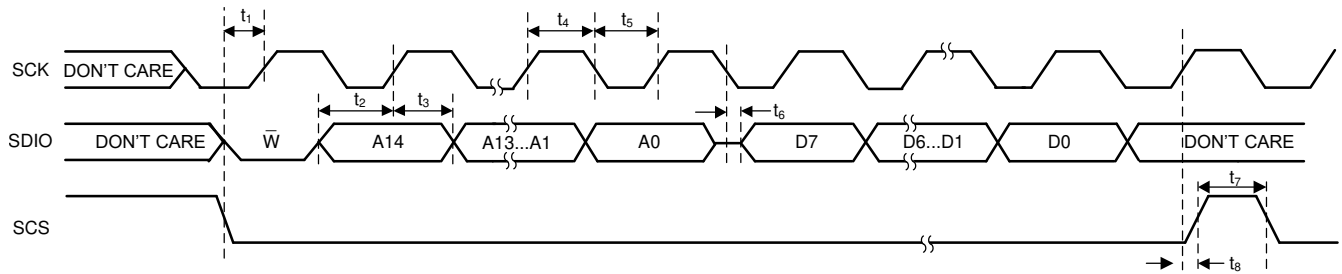 t1 t4 t5
SCK DON'T CARE
t2 t3 t6
SDIO DON'T CARE W̅ A14 A13...A1 A0 D7 D6...D1 D0 DON'T CARE
t7
SCS
t8